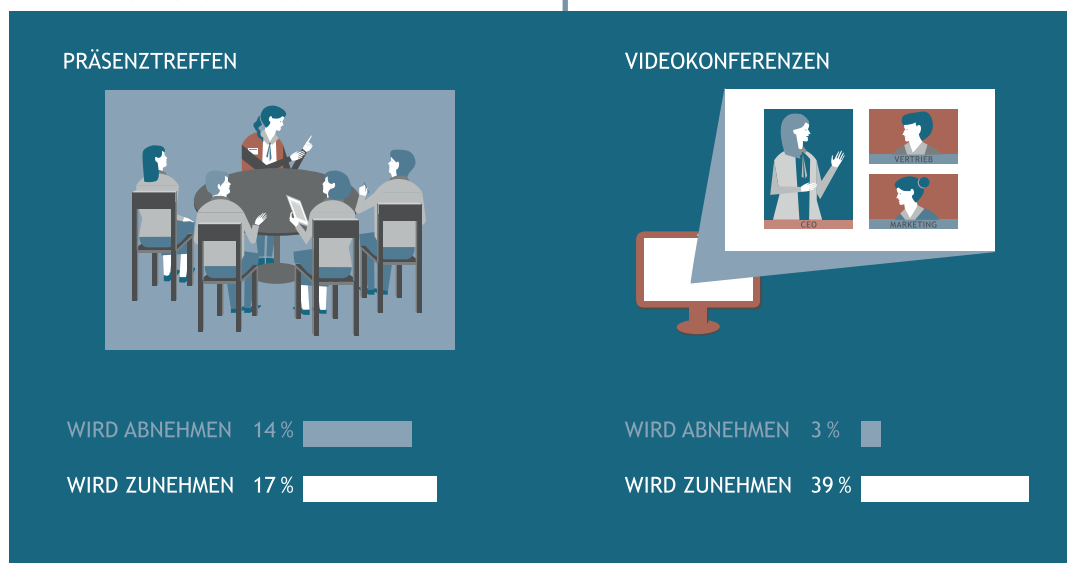 PRÄSENZTREFFEN
WIRD ABNEHMEN 14 %
WIRD ZUNEHMEN 17 %
VIDEOKONFERENZEN
CEO
VERTRIEB
MARKETING
WIRD ABNEHMEN 3 %
WIRD ZUNEHMEN 39 %